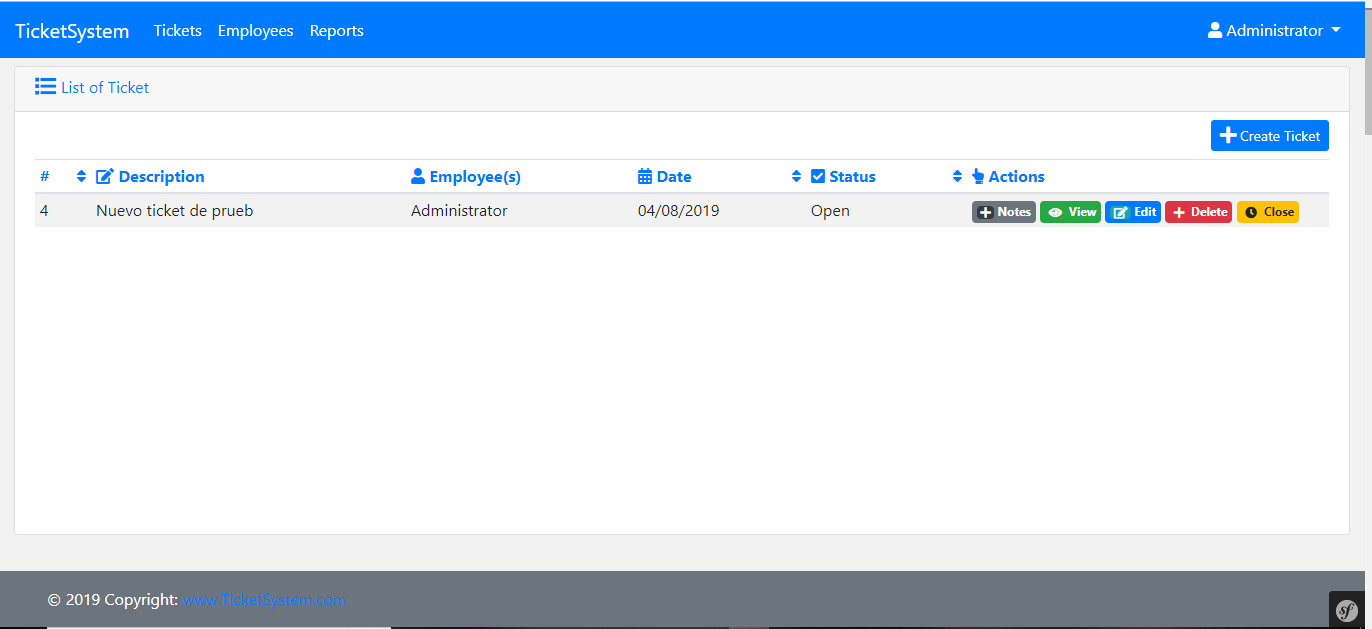 TicketSystem Tickets Employees Reports Administrator
List of Ticket
Create Ticket
# Description Employee(s) Date Status Actions
4 Nuevo ticket de prueb Administrator 04/08/2019 Open Notes View Edit Delete Close
© 2019 Copyright: www.TicketSystem.com
sf